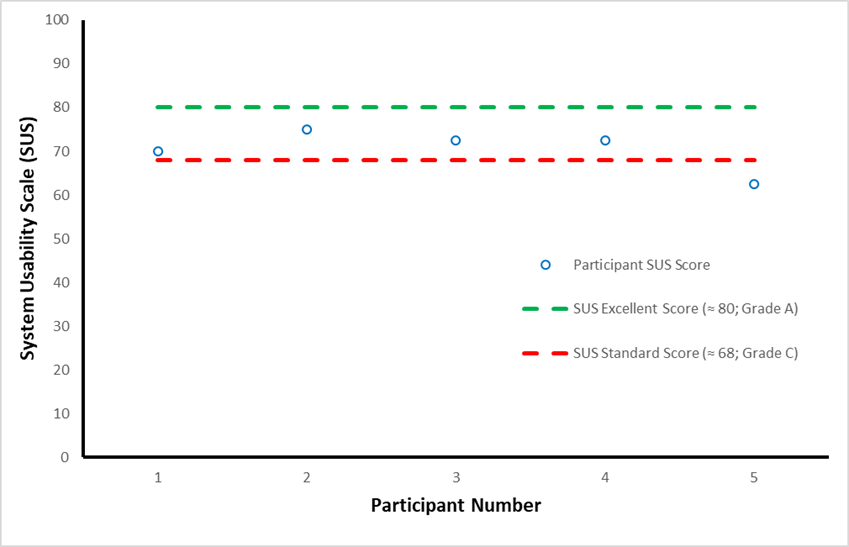 100
90
80
70
60
50
40
30
20
10
0
System Usability Scale (SUS)
Participant SUS Score
SUS Excellent Score (≈ 80; Grade A)
SUS Standard Score (≈ 68; Grade C)
1 2 3 4 5
Participant Number